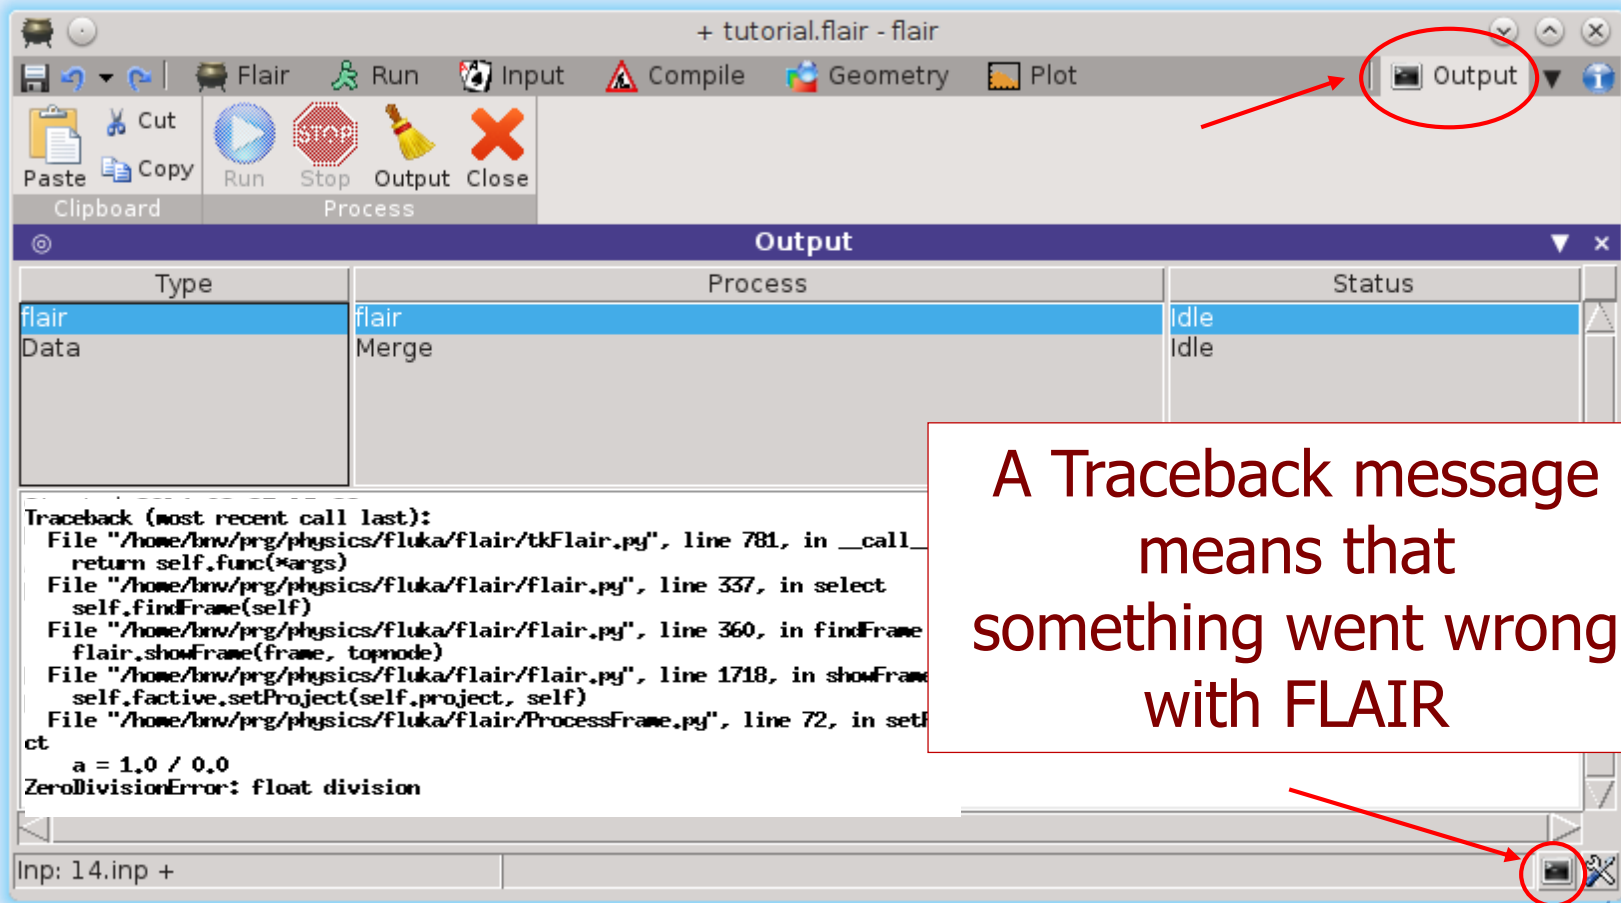 + tutorial.flair - flair
Flair Run Input Compile Geometry Plot Output
Cut
Copy
Paste Run Stop Output Close
STOP
Clipboard Process
Output
Type Process Status
flair flair Idle
Data Merge Idle
Traceback (most recent call last):
File "/home/bnv/prg/physics/fluka/flair/tkFlair.py", line 781, in __call_
return self.func(*args)
File "/home/bnv/prg/physics/fluka/flair/flair.py", line 337, in select
self.findFrame(self)
File "/home/bnv/prg/physics/fluka/flair/flair.py", line 360, in findFrame
flair.showFrame(frame, topnode)
File "/home/bnv/prg/physics/fluka/flair/flair.py", line 1718, in showFrame
self.factive.setProject(self.project, self)
File "/home/bnv/prg/physics/fluka/flair/ProcessFrame.py", line 72, in
ct
a = 1.0 / 0.0
ZeroDivisionError: float division
A Traceback message
means that
something went wrong
with FLAIR
Inp: 14.inp +